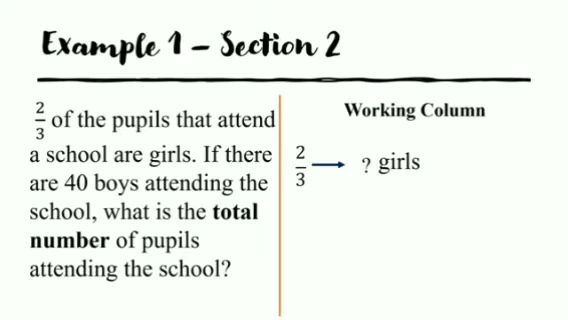 Example 1 – Section 2
2/3 of the pupils that attend
a school are girls. If there
are 40 boys attending the
school, what is the total
number of pupils
attending the school?
Working Column
2/3 → ? girls